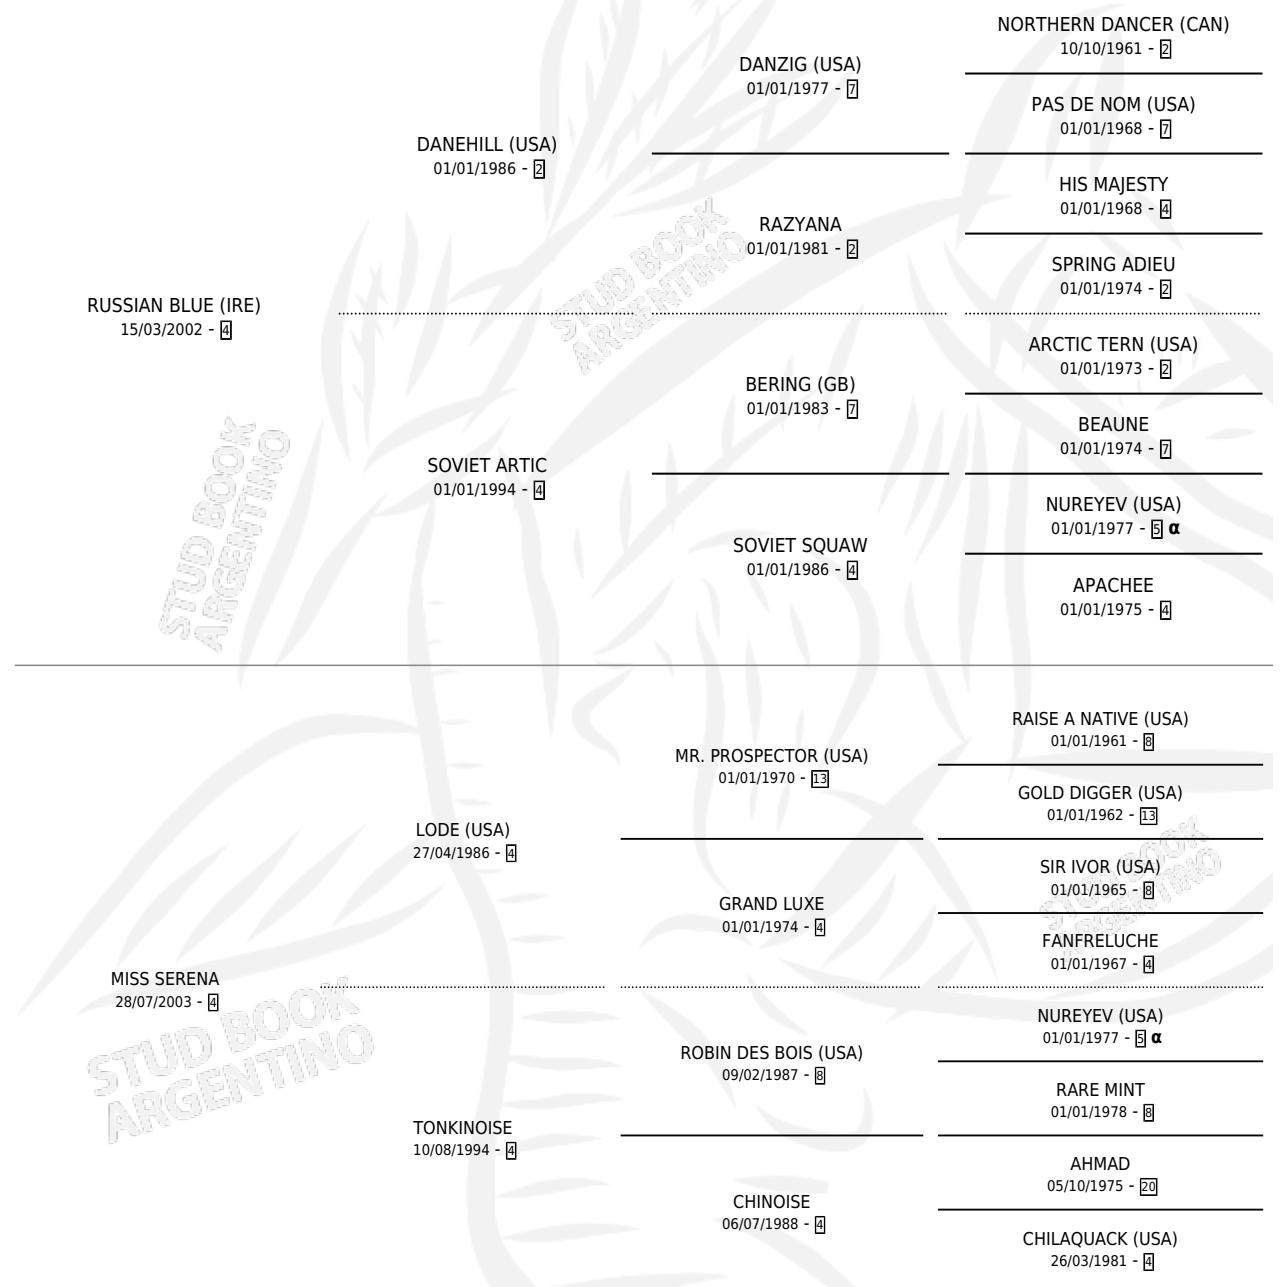 NORTHERN DANCER (CAN)
10/10/1961 - 2
DANZIG (USA)
01/01/1977 - 7
PAS DE NOM (USA)
01/01/1968 - 7
DANEHILL (USA)
01/01/1986 - 2
HIS MAJESTY
01/01/1968 - 4
RAZYANA
01/01/1981 - 2
SPRING ADIEU
01/01/1974 - 2
RUSSIAN BLUE (IRE)
15/03/2002 - 4
ARCTIC TERN (USA)
01/01/1973 - 2
BERING (GB)
01/01/1983 - 7
BEAUNE
01/01/1974 - 7
SOVIET ARTIC
01/01/1994 - 4
NUREYEV (USA)
01/01/1977 - 5 α
SOVIET SQUAW
01/01/1986 - 4
APACHEE
01/01/1975 - 4
RAISE A NATIVE (USA)
01/01/1961 - 8
MR. PROSPECTOR (USA)
01/01/1970 - 13
GOLD DIGGER (USA)
01/01/1962 - 13
LODE (USA)
27/04/1986 - 4
SIR IVOR (USA)
01/01/1965 - 8
GRAND LUXE
01/01/1974 - 4
FANFRELUCHE
01/01/1967 - 4
MISS SERENA
28/07/2003 - 4
NUREYEV (USA)
01/01/1977 - 5 α
ROBIN DES BOIS (USA)
09/02/1987 - 8
RARE MINT
01/01/1978 - 8
TONKINOISE
10/08/1994 - 4
AHMAD
05/10/1975 - 20
CHINOISE
06/07/1988 - 4
CHILAQUACK (USA)
26/03/1981 - 4
STUD BOOK
ARGENTINO
STUD BOOK
ARGENTINO
STUD BOOK
ARGENTINO
STUD BOOK
ARGENTINO